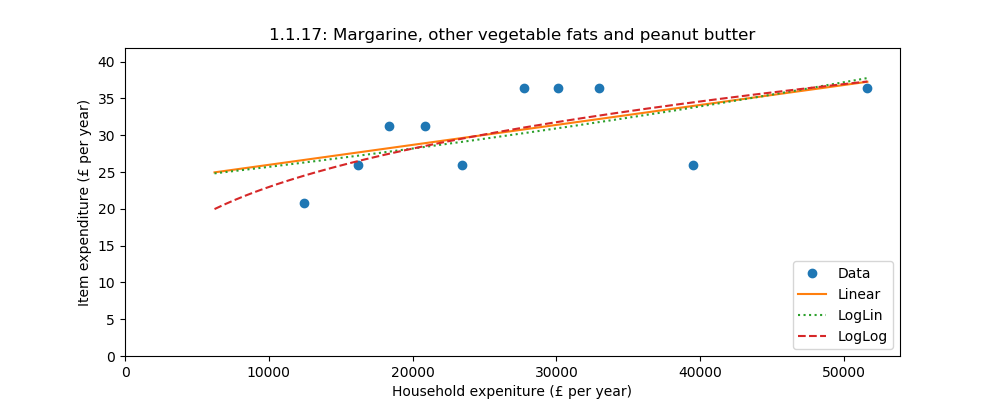 1.1.17: Margarine, other vegetable fats and peanut butter
Item expenditure (£ per year)
40
35
30
25
20
15
10
5
0
0 10000 20000 30000 40000 50000
Household expeniture (£ per year)
Data
Linear
LogLin
LogLog